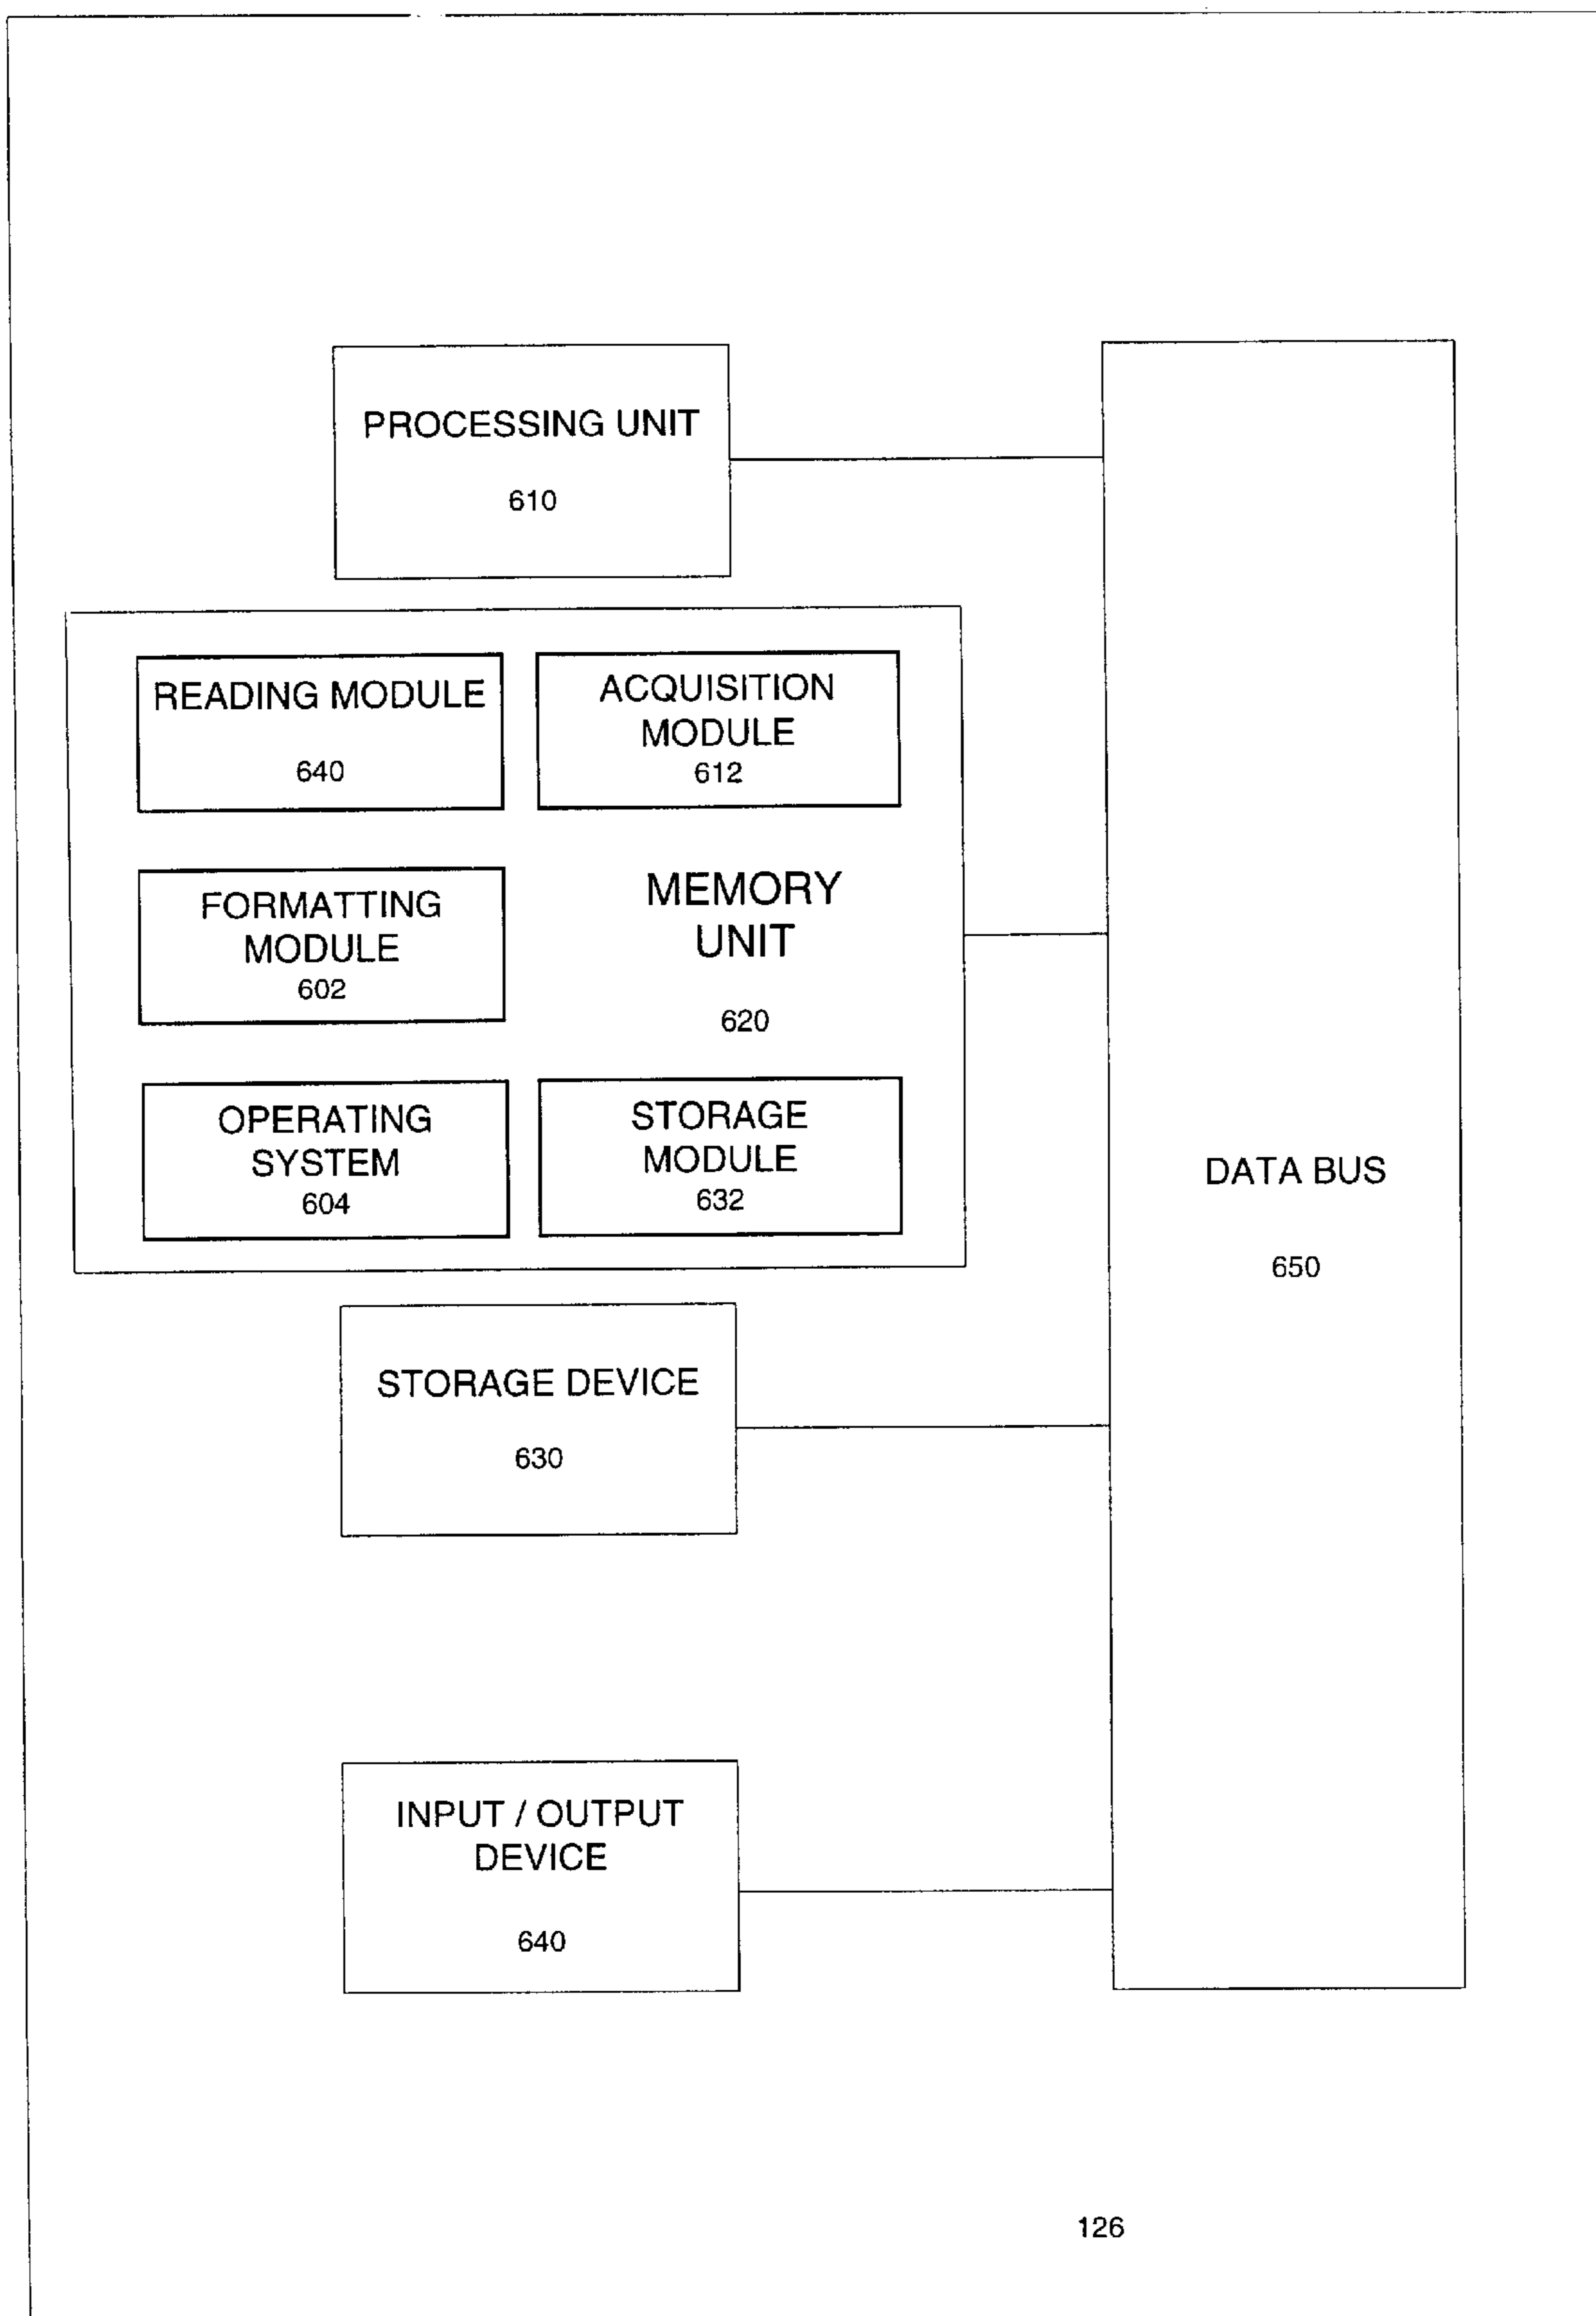 PROCESSING UNIT
610
READING MODULE
640
ACQUISITION
MODULE
612
FORMATTING
MODULE
602
MEMORY
UNIT
620
OPERATING
SYSTEM
604
STORAGE
MODULE
632
DATA BUS
650
STORAGE DEVICE
630
INPUT / OUTPUT
DEVICE
640
126